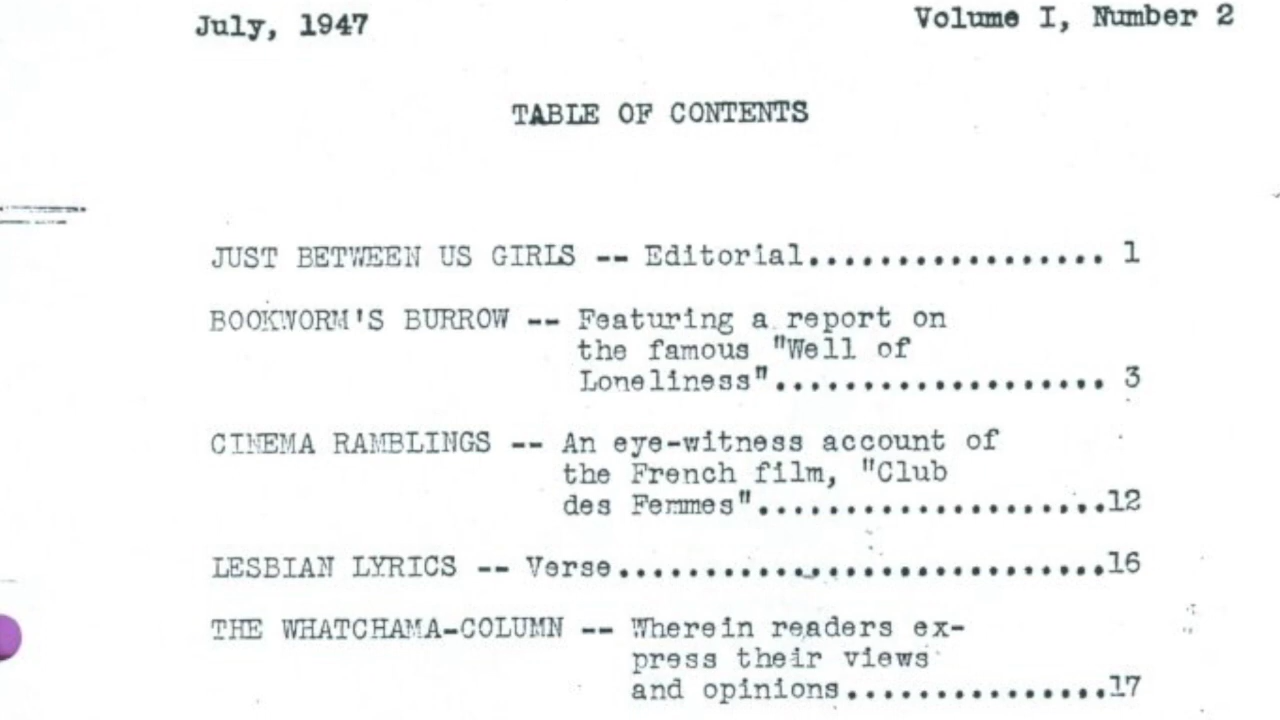 July, 1947 Volume I, Number 2
TABLE OF CONTENTS
JUST BETWEEN US GIRLS -- Editorial................. 1
BOOKWORM'S BURROW -- Featuring a report on
the famous "Well of
Loneliness"................... 3
CINEMA RAMBLINGS -- An eye-witness account of
the French film, "Club
des Femmes"....................12
LESBIAN LYRICS -- Verse............................16
THE WHATCHAMA-COLUMN -- Wherein readers ex-
press their views
and opinions...............17